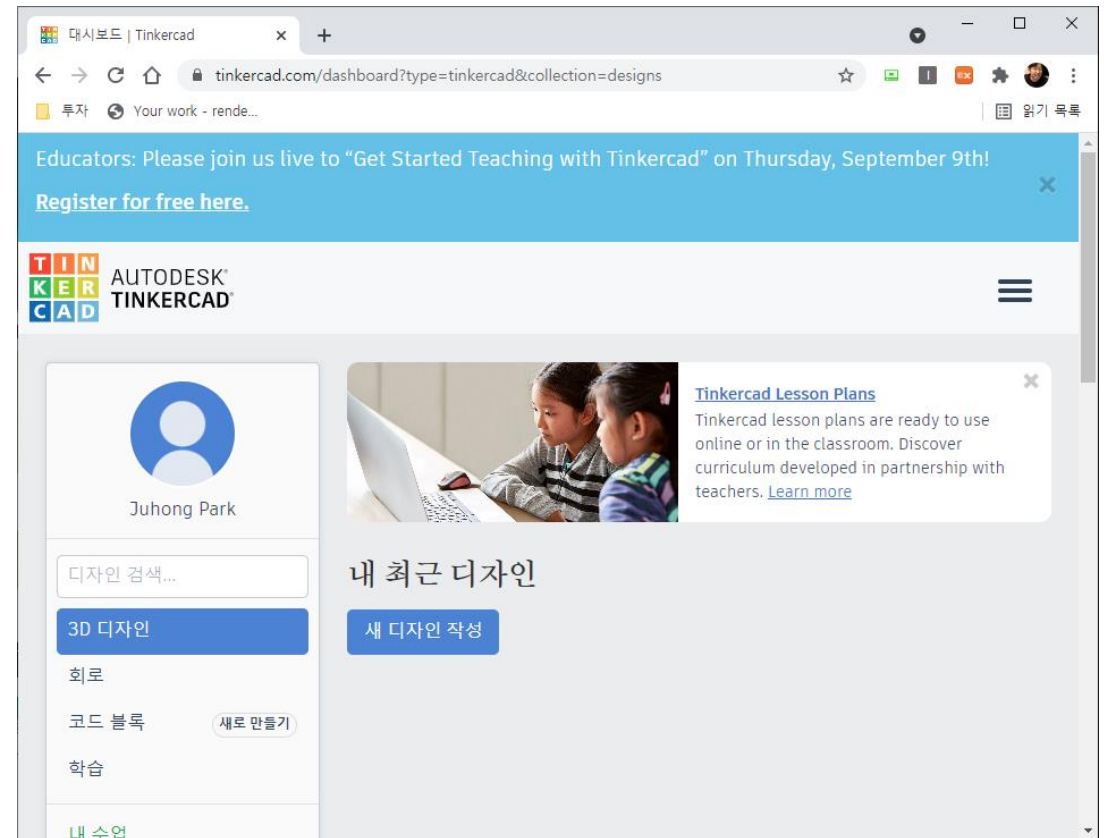 대시보드 | Tinkercad
tinkercad.com/dashboard?type=tinkercad&collection=designs
투자 Your work - rende...
읽기 목록
Educators: Please join us live to “Get Started Teaching with Tinkercad” on Thursday, September 9th!
Register for free here.
TIN
KER
CAD
AUTODESK®
TINKERCAD®
Juhong Park
디자인 검색...
3D 디자인
회로
코드 블록 새로 만들기
학습
내 수업
Tinkercad Lesson Plans
Tinkercad lesson plans are ready to use
online or in the classroom. Discover
curriculum developed in partnership with
teachers. Learn more
내 최근 디자인
새 디자인 작성